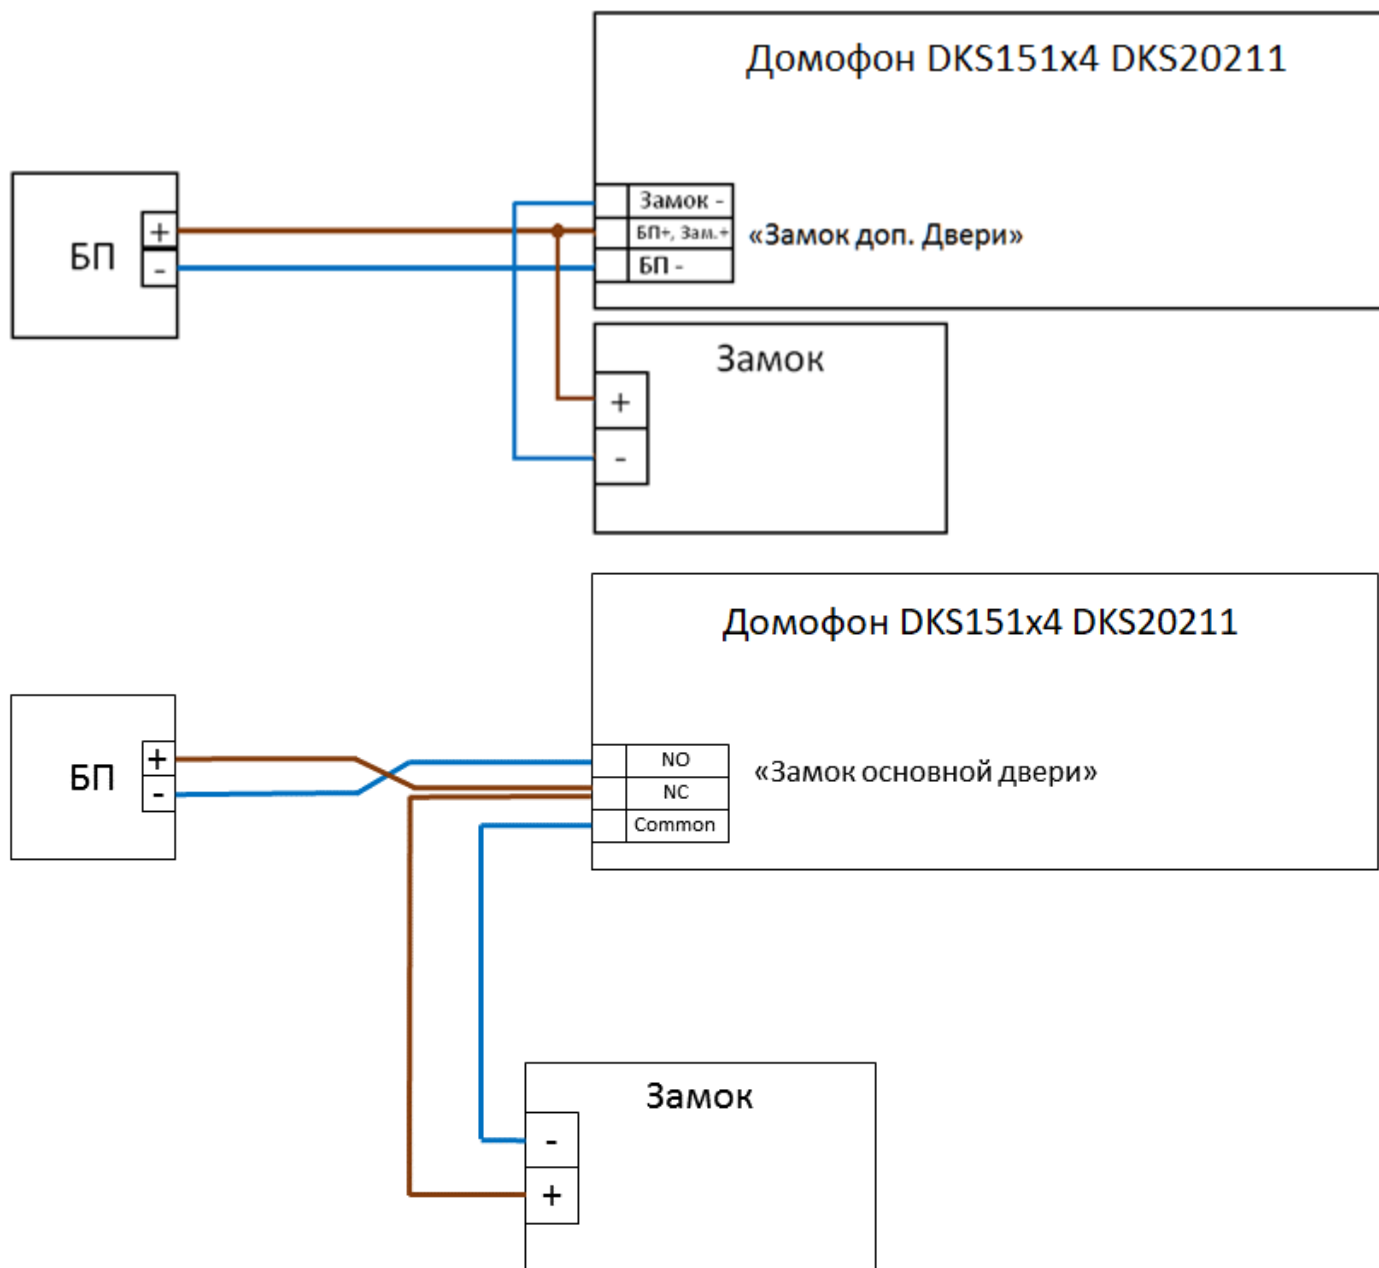 Домофон DKS151x4 DKS20211
БП
+
-
Замок -
БП+, Зам.+
БП -
«Замок доп. Двери»
Замок
+
-
Домофон DKS151x4 DKS20211
БП
+
-
NO
NC
Common
«Замок основной двери»
Замок
-
+